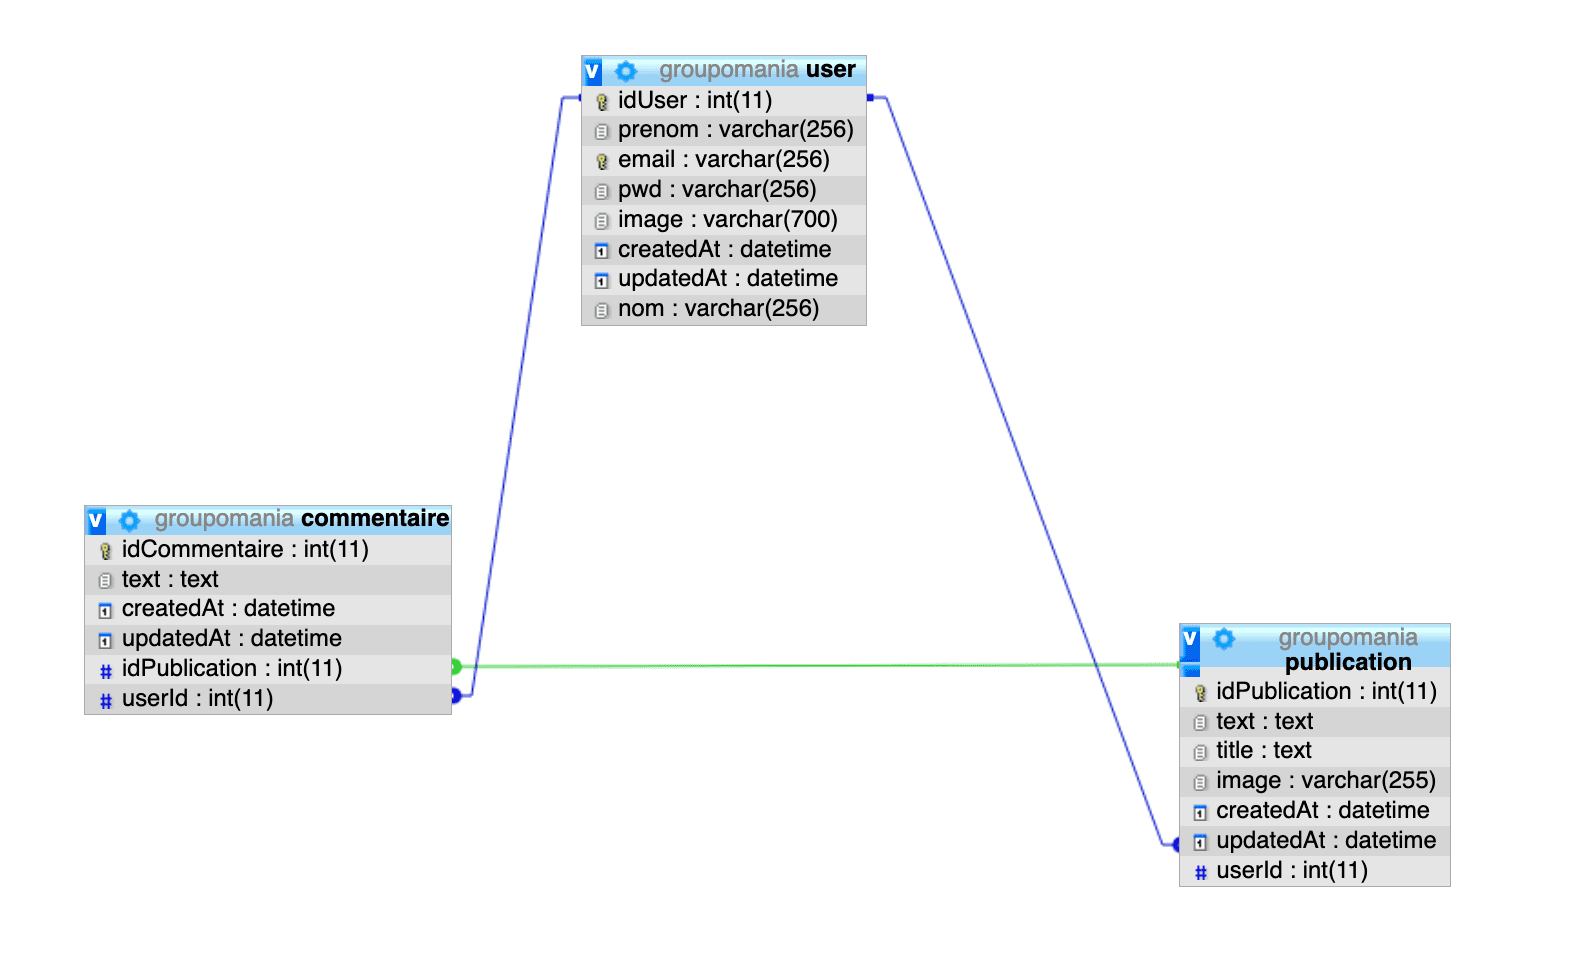 v groupomania user
idUser : int(11)
prenom : varchar(256)
email : varchar(256)
pwd : varchar(256)
image : varchar(700)
createdAt : datetime
updatedAt : datetime
nom : varchar(256)
v groupomania commentaire
idCommentaire : int(11)
text : text
createdAt : datetime
updatedAt : datetime
# idPublication : int(11)
# userId : int(11)
v groupomania
publication
idPublication : int(11)
text : text
title : text
image : varchar(255)
createdAt : datetime
updatedAt : datetime
# userId : int(11)